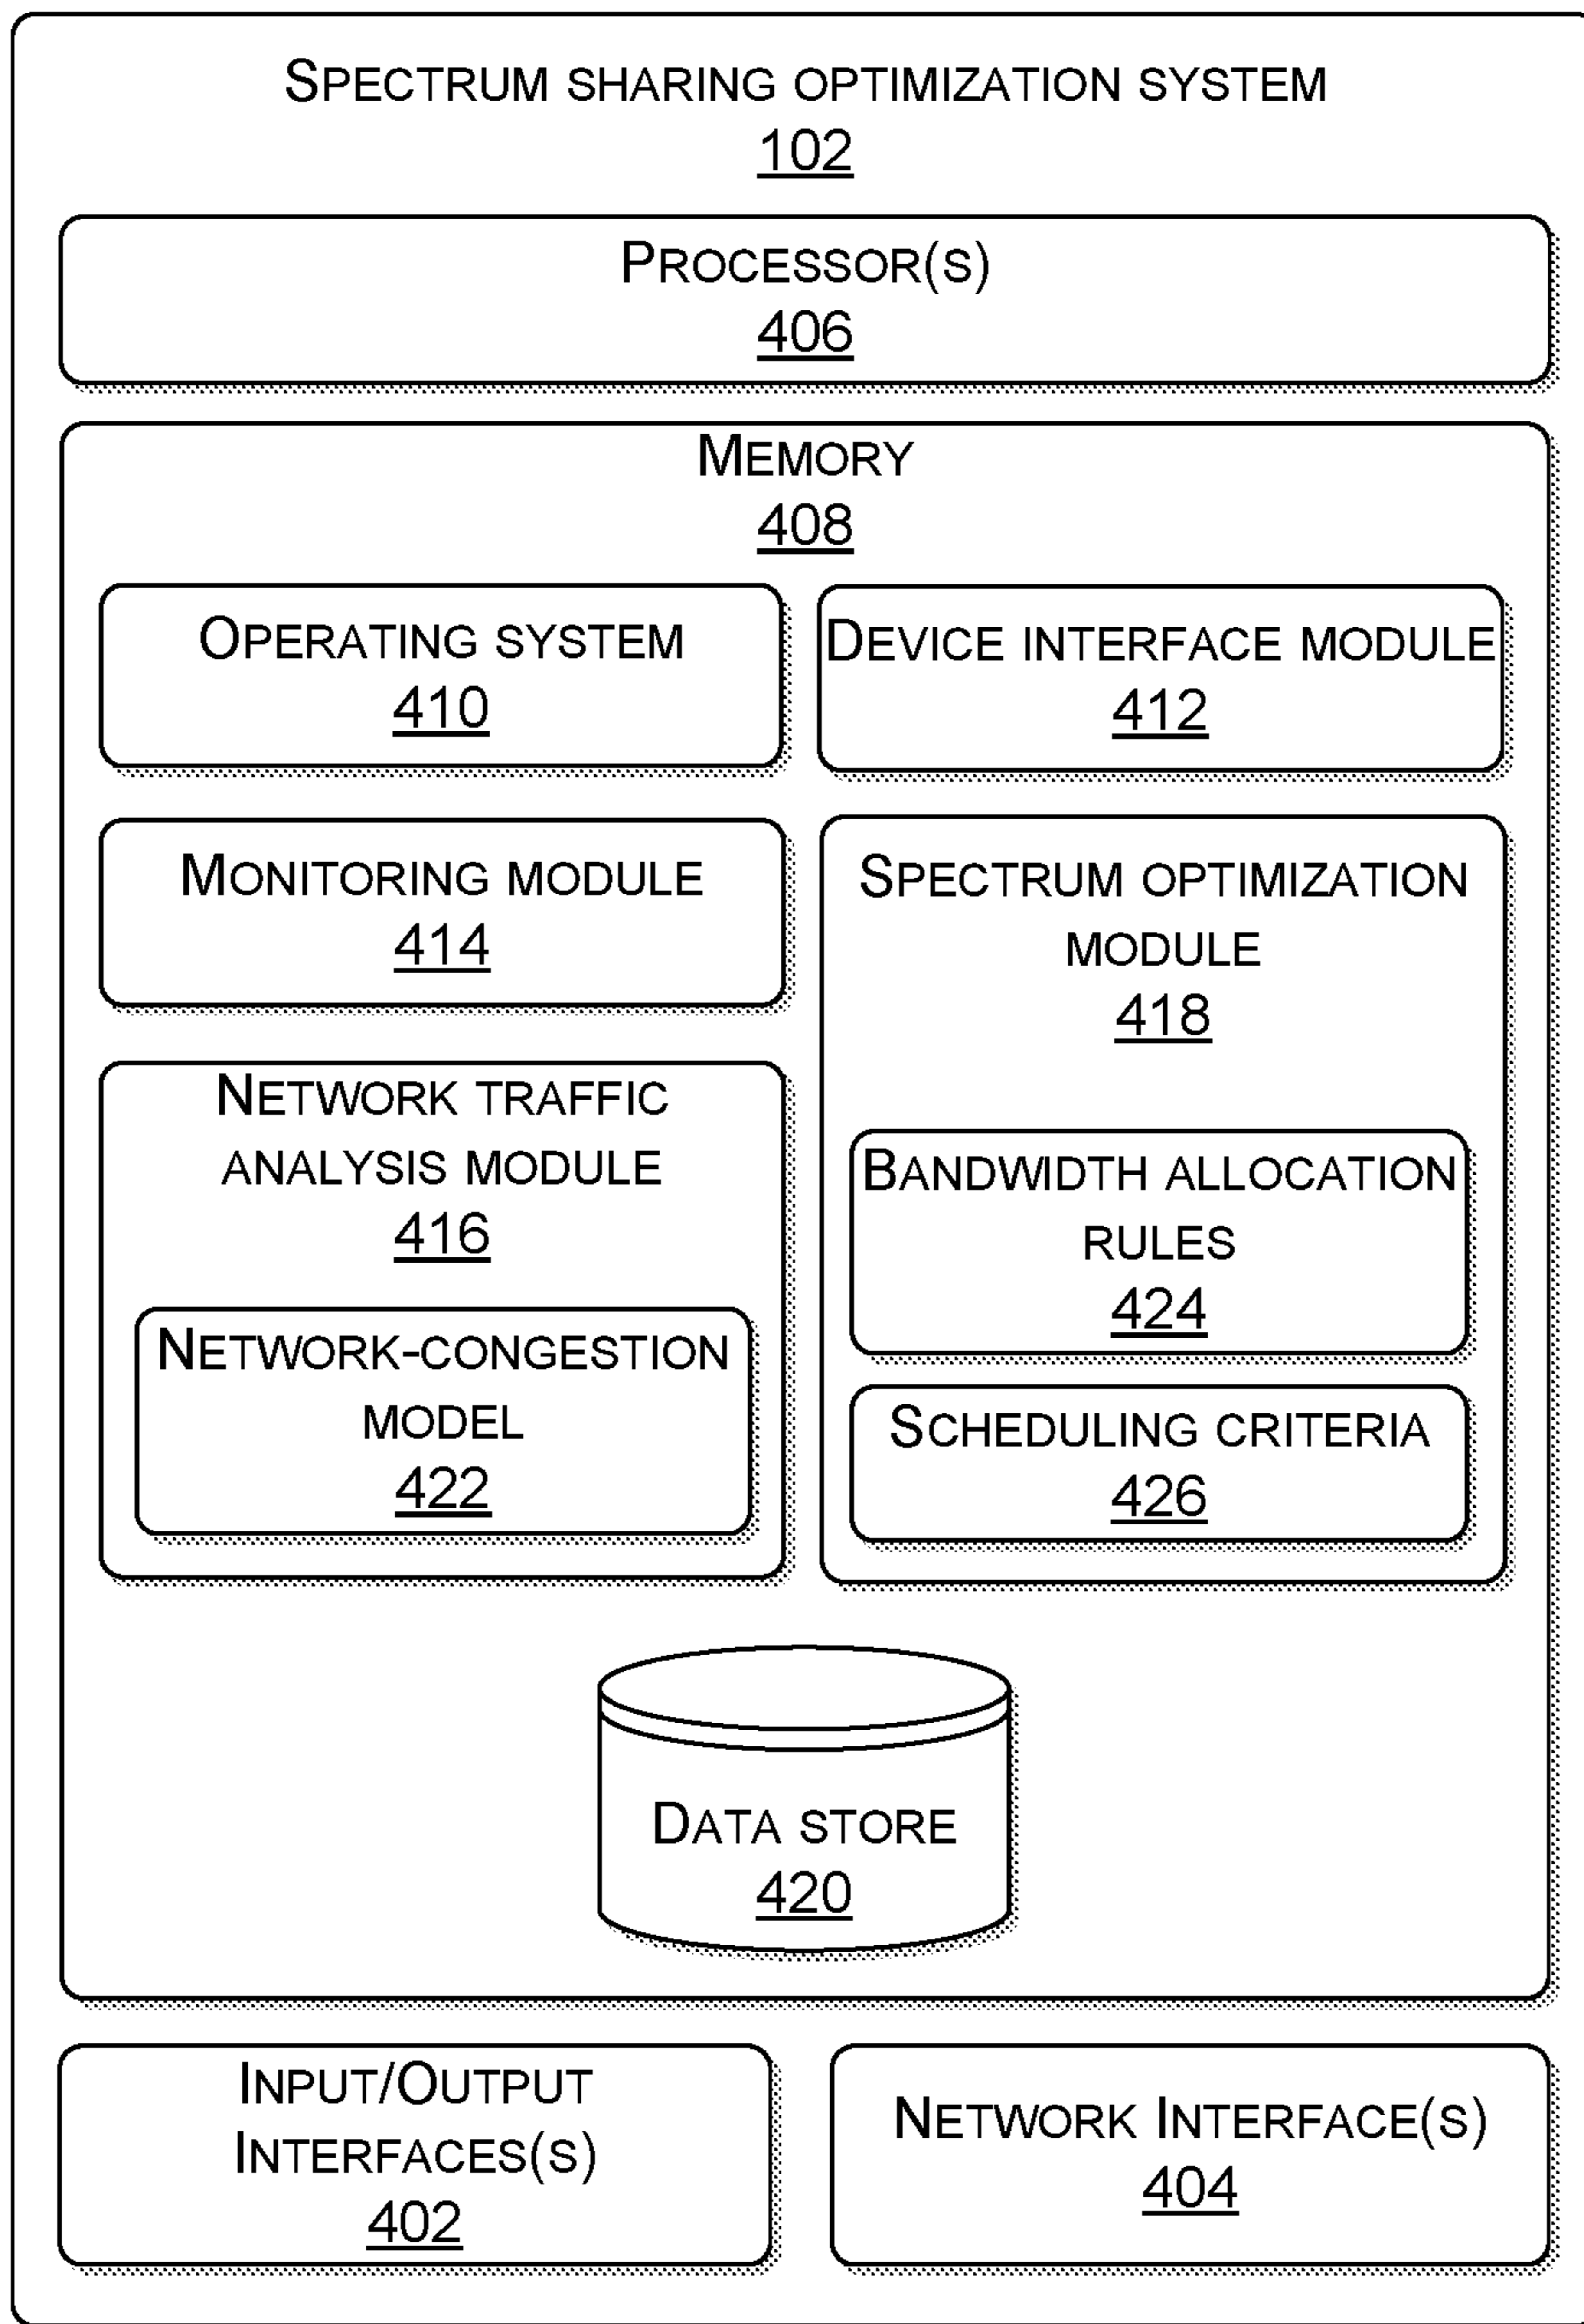 SPECTRUM SHARING OPTIMIZATION SYSTEM
102
PROCESSOR(S)
406
MEMORY
408
OPERATING SYSTEM
410
DEVICE INTERFACE MODULE
412
MONITORING MODULE
414
NETWORK TRAFFIC
ANALYSIS MODULE
416
NETWORK-CONGESTION
MODEL
422
SPECTRUM OPTIMIZATION
MODULE
418
BANDWIDTH ALLOCATION
RULES
424
SCHEDULING CRITERIA
426
DATA STORE
420
INPUT/OUTPUT
INTERFACES(S)
402
NETWORK INTERFACE(S)
404